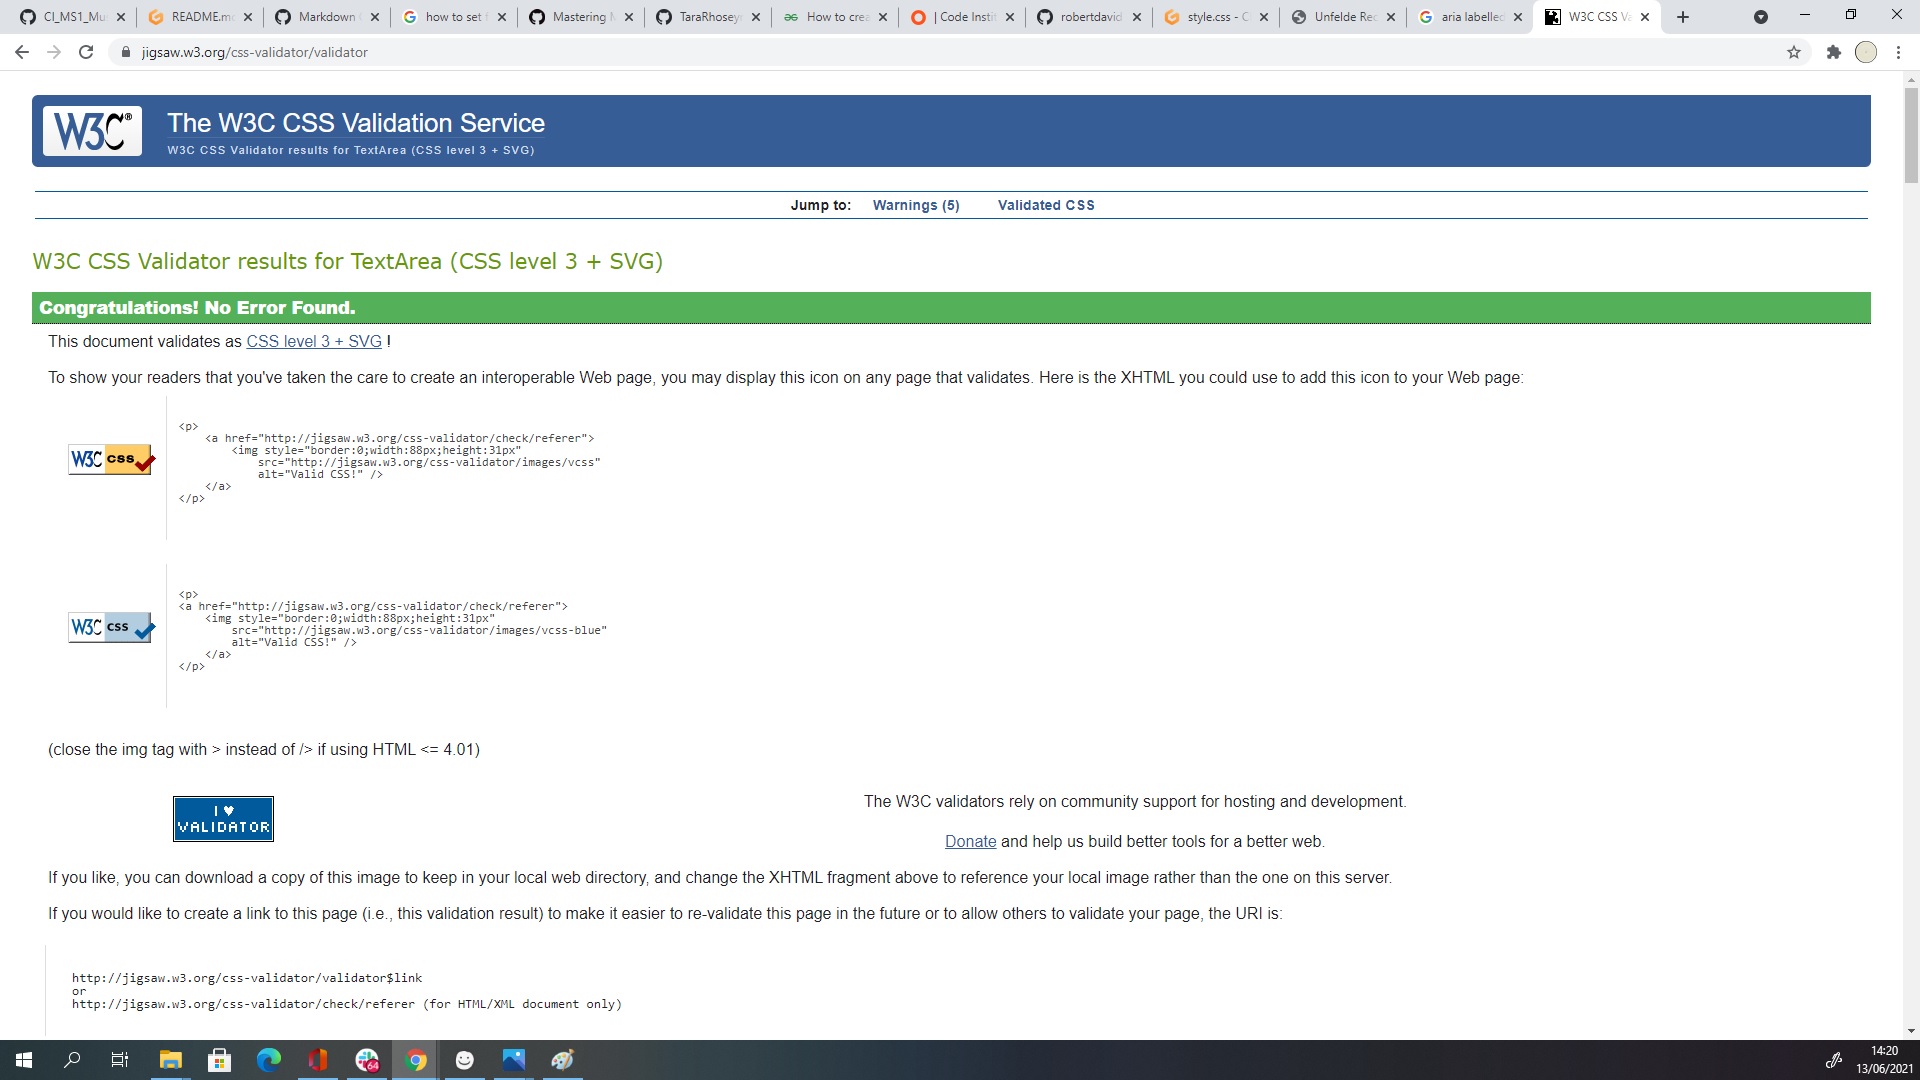 CI_MS1_Mu
README.m
Markdown
how to set
Mastering
TaraRhosey
How to crea
| Code Insti
robertdavid
style.css - C
Unfelde Re
aria labelled
W3C CSS Va
jigsaw.w3.org/css-validator/validator
W3C®
The W3C CSS Validation Service
W3C CSS Validator results for TextArea (CSS level 3 + SVG)
Jump to: Warnings (5) Validated CSS
W3C CSS Validator results for TextArea (CSS level 3 + SVG)
Congratulations! No Error Found.
This document validates as CSS level 3 + SVG !
To show your readers that you've taken the care to create an interoperable Web page, you may display this icon on any page that validates. Here is the XHTML you could use to add this icon to your Web page:
W3C css
<p>
<a href="http://jigsaw.w3.org/css-validator/check/referer">
<img style="border:0;width:88px;height:31px"
src="http://jigsaw.w3.org/css-validator/images/vcss"
alt="Valid CSS!" />
</a>
</p>
W3C css
<p>
<a href="http://jigsaw.w3.org/css-validator/check/referer">
<img style="border:0;width:88px;height:31px"
src="http://jigsaw.w3.org/css-validator/images/vcss-blue"
alt="Valid CSS!" />
</a>
</p>
(close the img tag with > instead of /> if using HTML <= 4.01)
I ♥
VALIDATOR
The W3C validators rely on community support for hosting and development.
Donate and help us build better tools for a better web.
If you like, you can download a copy of this image to keep in your local web directory, and change the XHTML fragment above to reference your local image rather than the one on this server.
If you would like to create a link to this page (i.e., this validation result) to make it easier to re-validate this page in the future or to allow others to validate your page, the URI is:
http://jigsaw.w3.org/css-validator/validator$link
or
http://jigsaw.w3.org/css-validator/check/referer (for HTML/XML document only)
64
14:20
13/06/2021